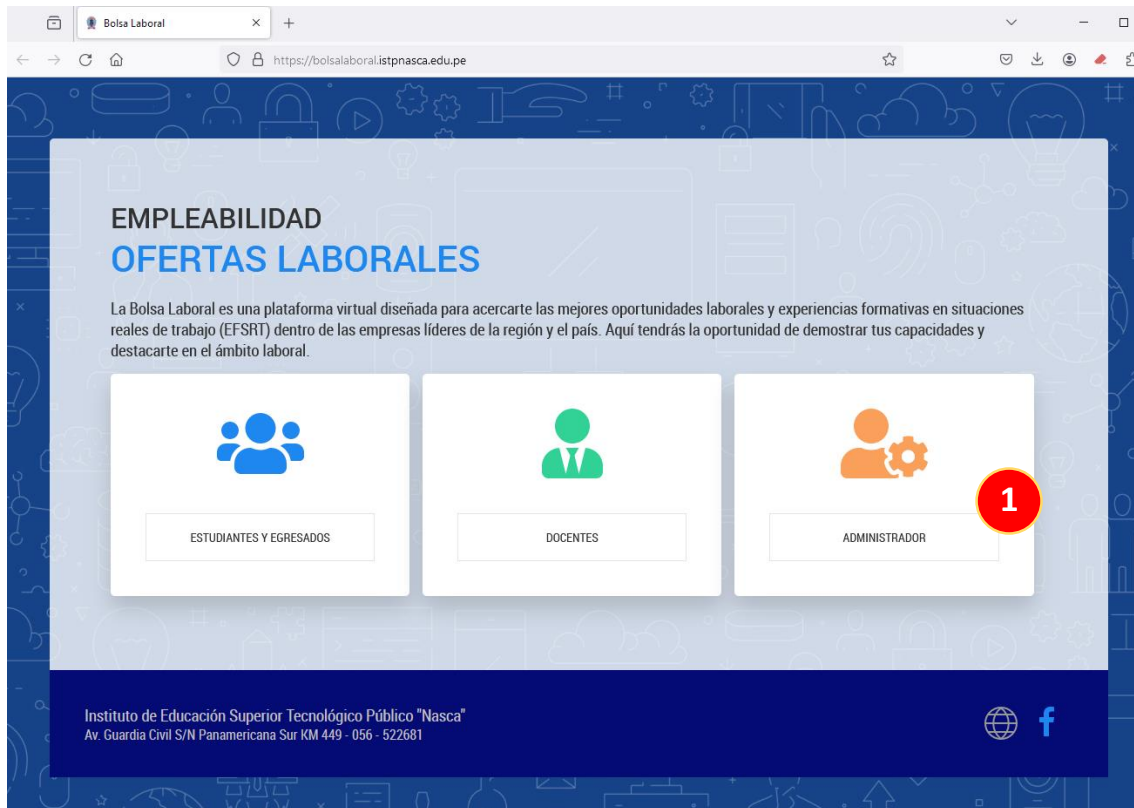 Bolsa Laboral
https://bolsalaboral.istpnasca.edu.pe
EMPLEABILIDAD
OFERTAS LABORALES
La Bolsa Laboral es una plataforma virtual diseñada para acercarte las mejores oportunidades laborales y experiencias formativas en situaciones
reales de trabajo (EFSRT) dentro de las empresas líderes de la región y el país. Aquí tendrás la oportunidad de demostrar tus capacidades y
destacarte en el ámbito laboral.
1
ESTUDIANTES Y EGRESADOS
DOCENTES
ADMINISTRADOR
Instituto de Educación Superior Tecnológico Público "Nasca"
Av. Guardia Civil S/N Panamericana Sur KM 449 - 056 - 522681